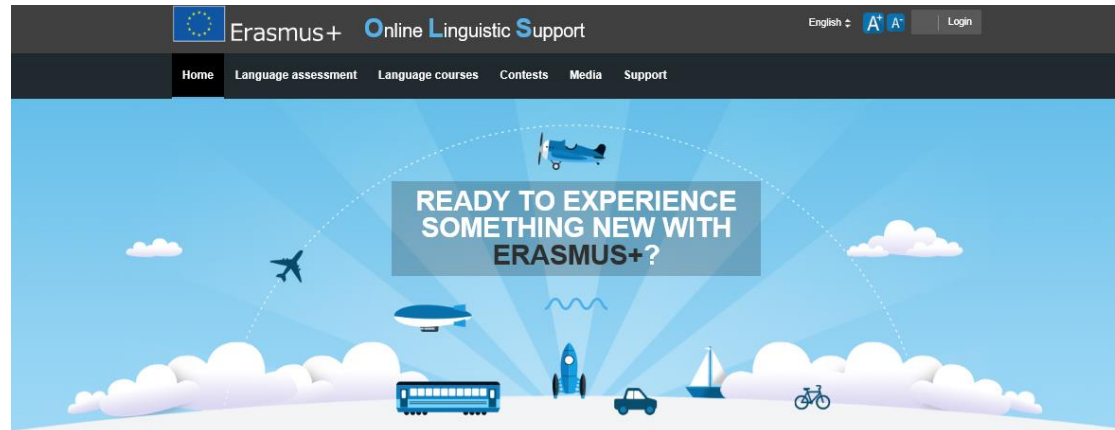 Erasmus+ Online Linguistic Support English A+ A- Login
Home Language assessment Language courses Contests Media Support
READY TO EXPERIENCE
SOMETHING NEW WITH
ERASMUS+?